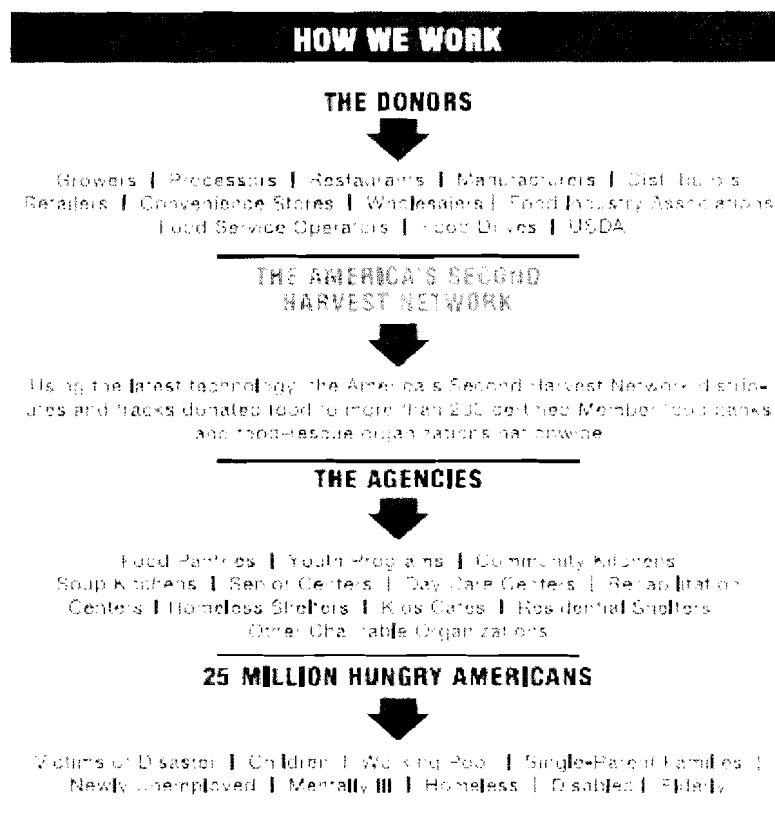 HOW WE WORK
THE DONORS
Growers | Processors | Restaurants | Manufacturers | Distributors
Retailers | Convenience Stores | Wholesalers | Food Industry Associations
Food Service Operators | Food Drives | USDA
THE AMERICA'S SECOND
HARVEST NETWORK
Using the latest technology, the America's Second Harvest Network distrib-
utes and tracks donated food to more than certified Member food banks
and food-rescue organizations nationwide
THE AGENCIES
Food Pantries | Youth Programs | Community Kitchens
Soup Kitchens | Senior Centers | Day Care Centers | Rehabilitation
Centers | Homeless Shelters | Kids Cafes | Residential Shelters
Other Charitable Organizations
25 MILLION HUNGRY AMERICANS
Victims of Disaster | Children | Working Poor | Single-Parent Families |
Newly Unemployed | Mentally Ill | Homeless | Disabled | Elderly